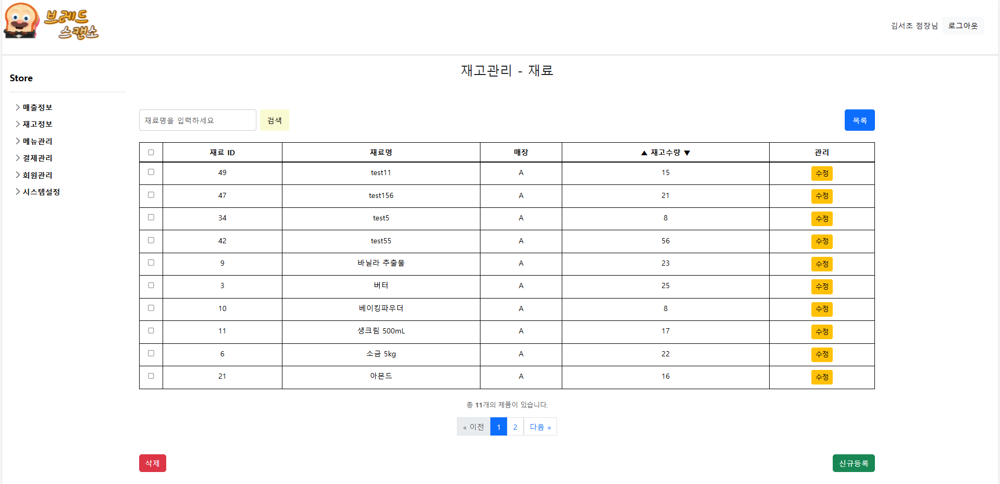 브레드
스캔소
김서초 점장님 로그아웃
재고관리 - 재료
Store
매출정보
재고정보
메뉴관리
결제관리
회원관리
시스템설정
재료명을 입력하세요 검색 목록
재료 ID 재료명 매장 ▲ 재고수량 ▼ 관리
49 test11 A 15 수정
47 test156 A 21 수정
34 test5 A 8 수정
42 test55 A 56 수정
9 바닐라 추출물 A 23 수정
3 버터 A 25 수정
10 베이킹파우더 A 8 수정
11 생크림 500mL A 17 수정
6 소금 5kg A 22 수정
21 아몬드 A 16 수정
총 11개의 제품이 있습니다.
« 이전 1 2 다음 »
삭제 신규등록